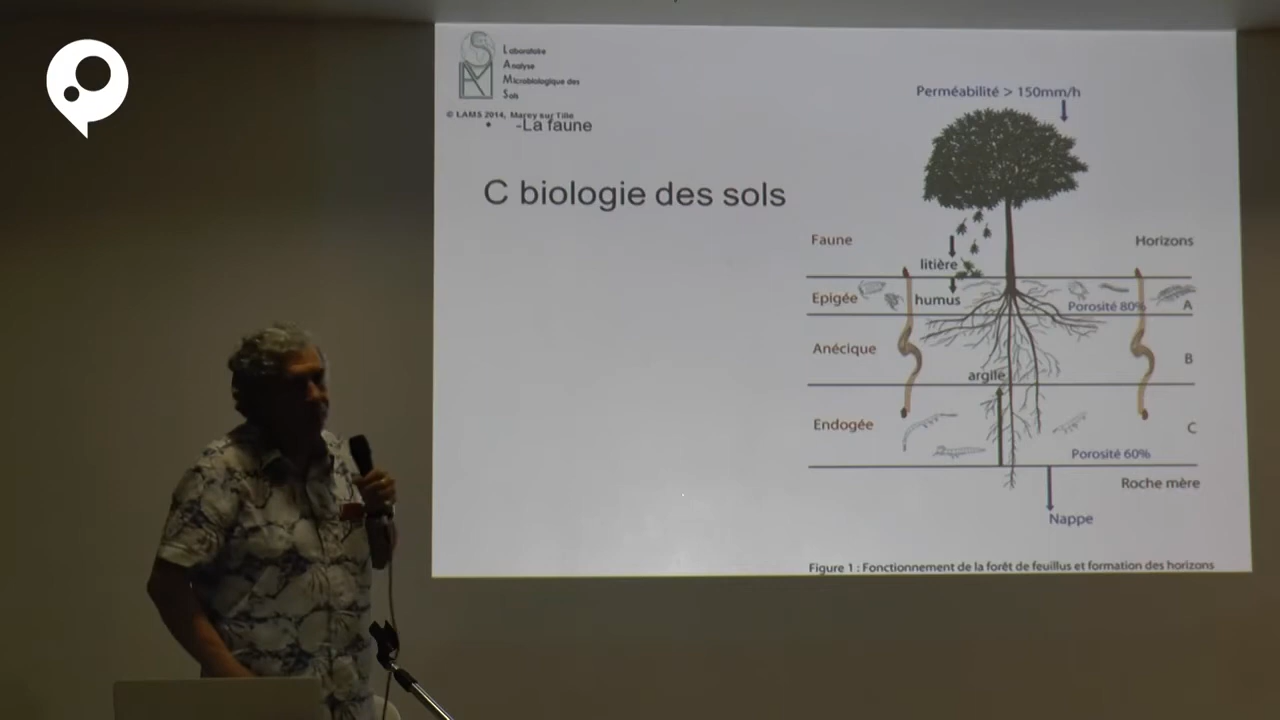 Laboratoire
Analyse
Microbiologique des
Sols
© LAMS 2014, Marey sur Tille
• -La faune
C biologie des sols
Perméabilité > 150mm/h
Faune
Horizons
litière
Epigée
humus
Porosité 80%
A
Anécique
B
argile
Endogée
C
Porosité 60%
Roche mère
Nappe
Figure 1 : Fonctionnement de la forêt de feuillus et formation des horizons